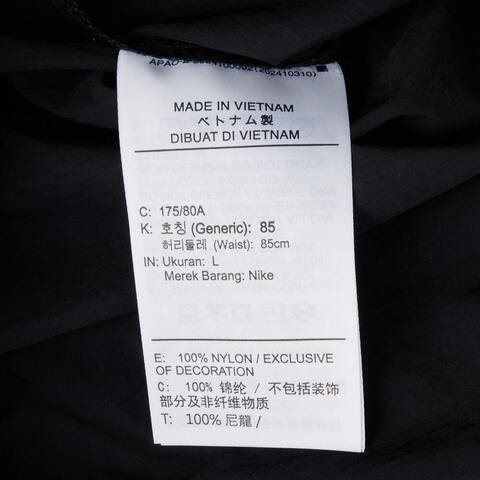 MADE IN VIETNAM
ベトナム製
DIBUAT DI VIETNAM
C: 175/80A
K: 호칭 (Generic): 85
허리둘레 (Waist): 85cm
IN: Ukuran: L
Merek Barang: Nike
E: 100% NYLON / EXCLUSIVE
OF DECORATION
C: 100% 锦纶 / 不包括装饰
部分及非纤维物质
T: 100% 尼龍 /